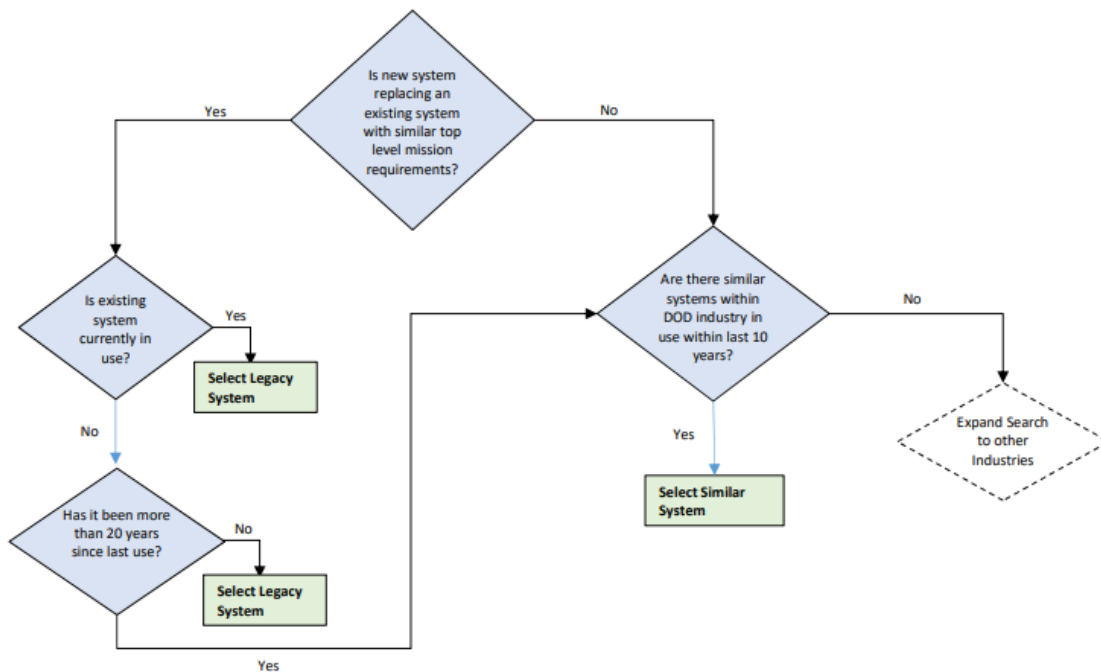 Is new system
replacing an
existing system
with similar top
level mission
requirements?
Yes
No
Is existing
system
currently in
use?
Yes
Select Legacy
System
No
Has it been more
than 20 years
since last use?
No
Select Legacy
System
Yes
Are there similar
systems within
DOD industry in
use within last 10
years?
No
Expand Search
to other
Industries
Yes
Select Similar
System